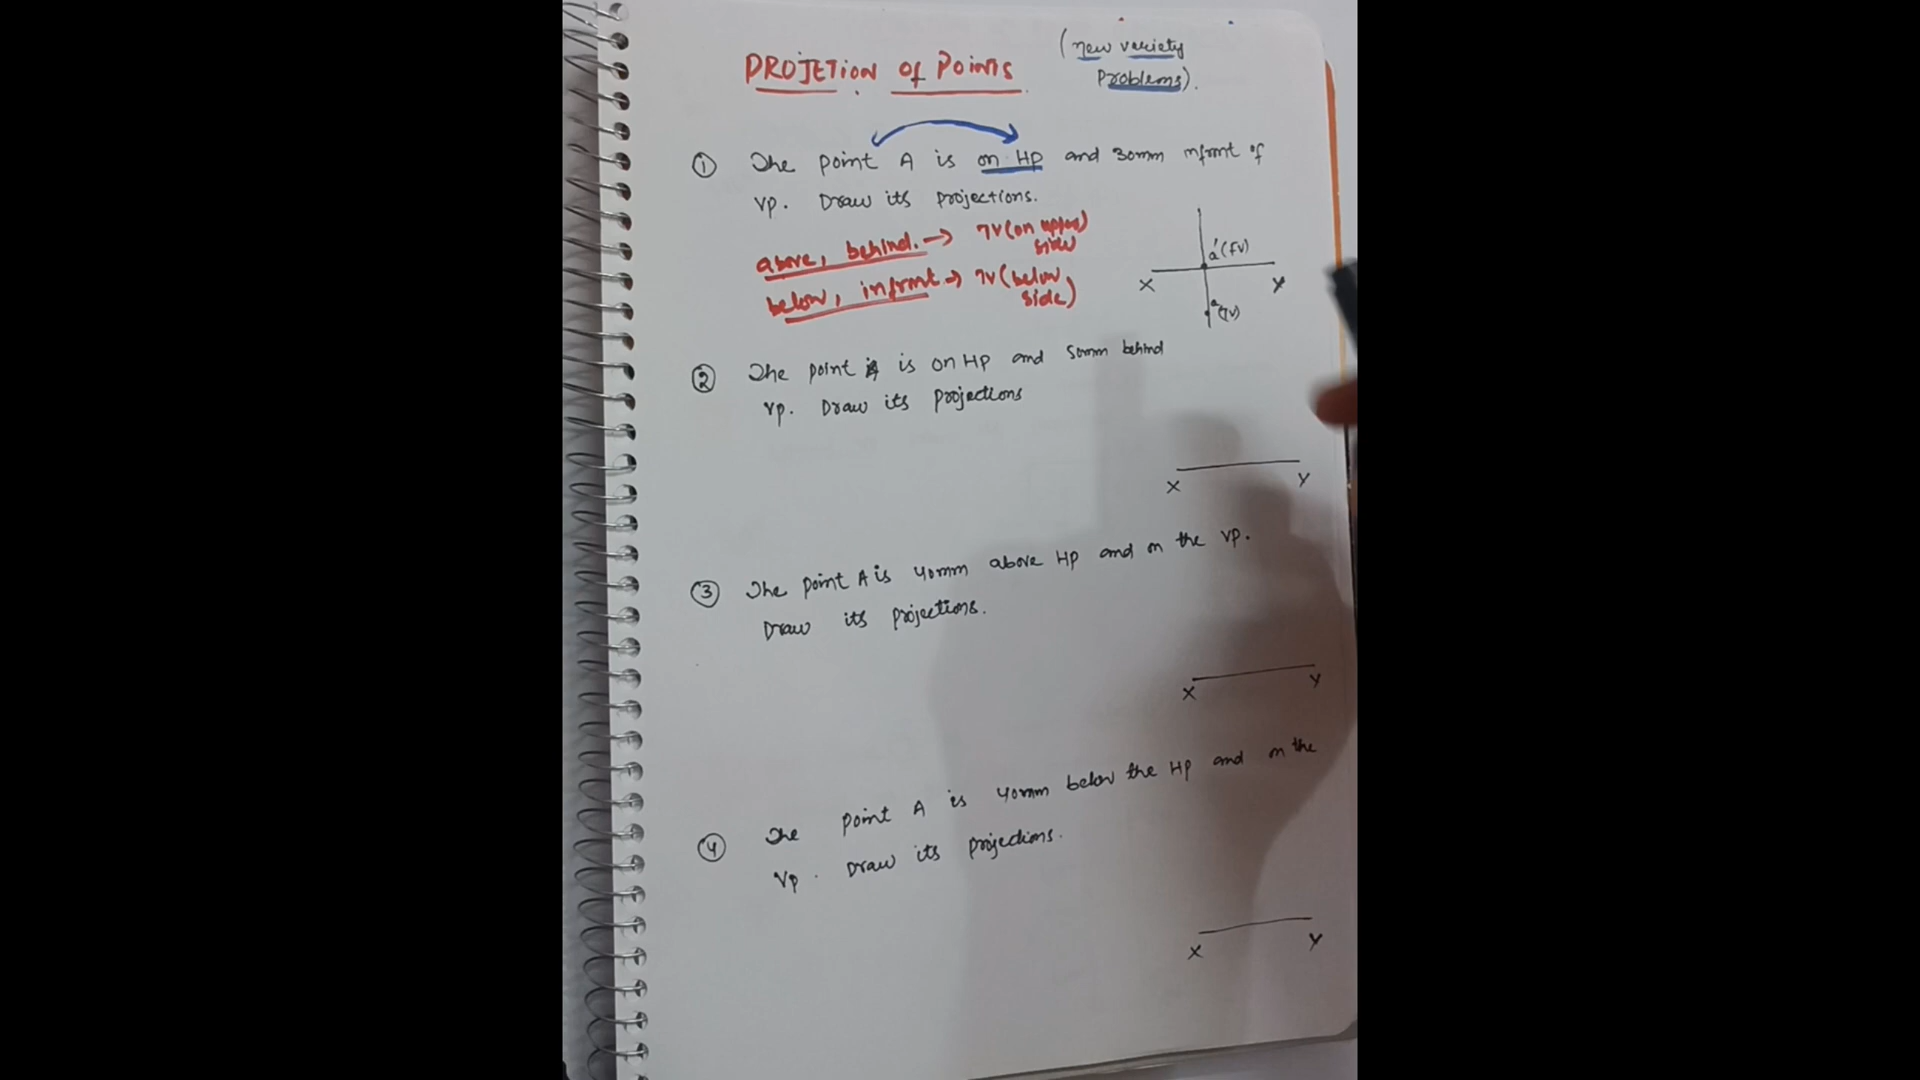 PROJETION of Points
(new variety
Problems).
① The point A is on HP and 30mm infront of
VP. Draw its projections.
above, behind. → TV (on upper)
side
below, infront → TV (below
side)
a' (FV)
X Y
a (TV)
② The point A is on HP and 50mm behind
VP. Draw its projections
X Y
③ The point A is 40mm above HP and on the VP.
Draw its projections.
X Y
④ The point A is 40mm below the HP and on the
VP. Draw its projections.
X Y